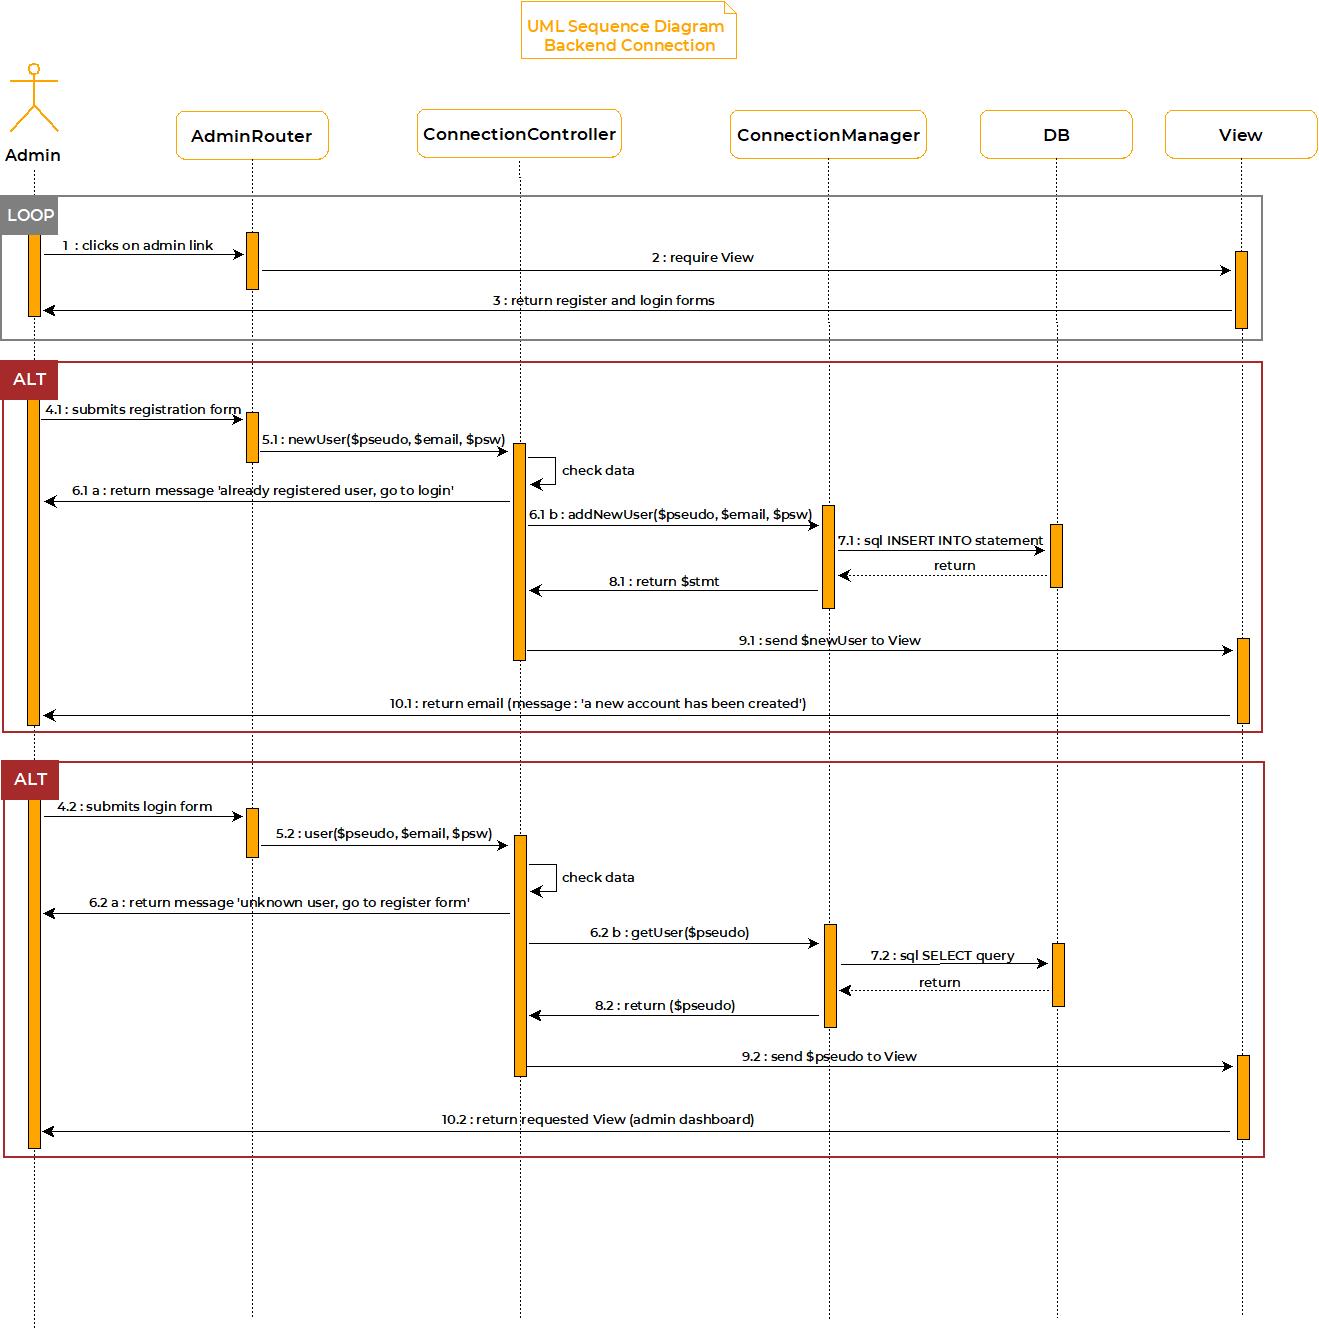 UML Sequence Diagram
Backend Connection
Admin
AdminRouter
ConnectionController
ConnectionManager
DB
View
LOOP
1 : clicks on admin link
2 : require View
3 : return register and login forms
ALT
4.1 : submits registration form
5.1 : newUser($pseudo, $email, $psw)
check data
6.1 a : return message 'already registered user, go to login'
6.1 b : addNewUser($pseudo, $email, $psw)
7.1 : sql INSERT INTO statement
return
8.1 : return $stmt
9.1 : send $newUser to View
10.1 : return email (message : 'a new account has been created')
ALT
4.2 : submits login form
5.2 : user($pseudo, $email, $psw)
check data
6.2 a : return message 'unknown user, go to register form'
6.2 b : getUser($pseudo)
7.2 : sql SELECT query
return
8.2 : return ($pseudo)
9.2 : send $pseudo to View
10.2 : return requested View (admin dashboard)